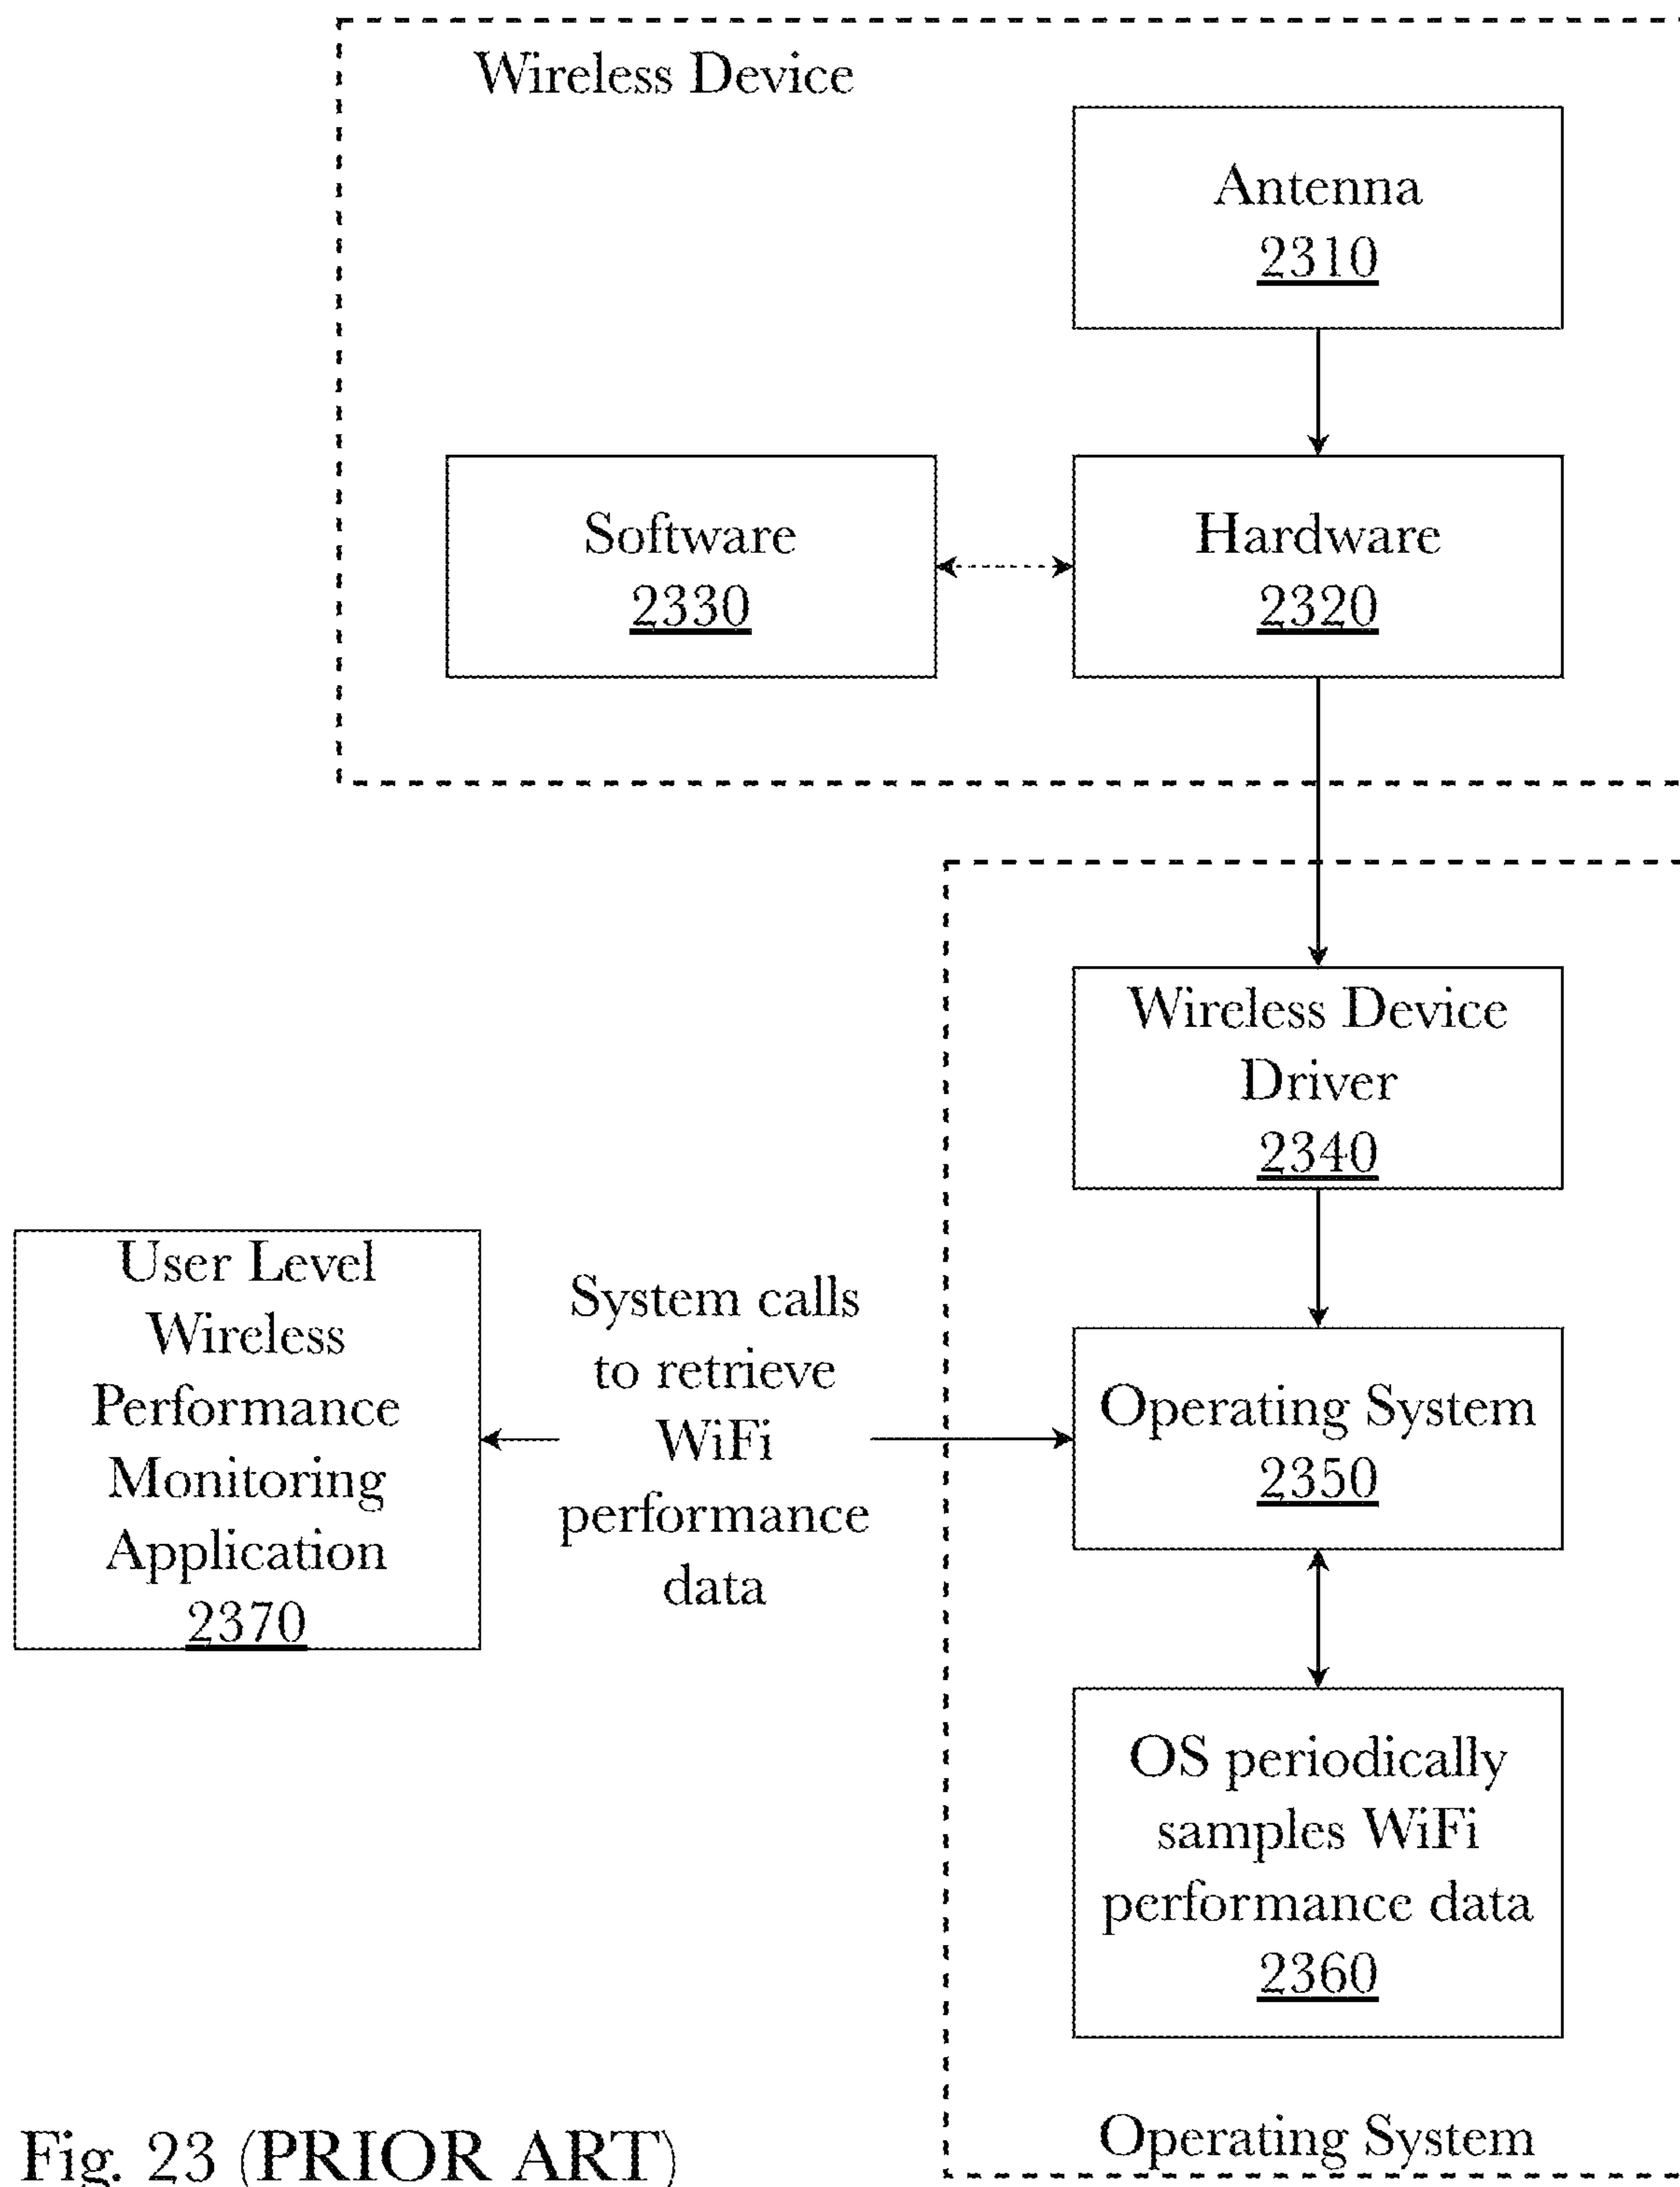 Wireless Device
Antenna
2310
Software
2330
Hardware
2320
Wireless Device
Driver
2340
User Level
Wireless
Performance
Monitoring
Application
2370
System calls
to retrieve
WiFi
performance
data
Operating System
2350
OS periodically
samples WiFi
performance data
2360
Operating System
Fig. 23 (PRIOR ART)